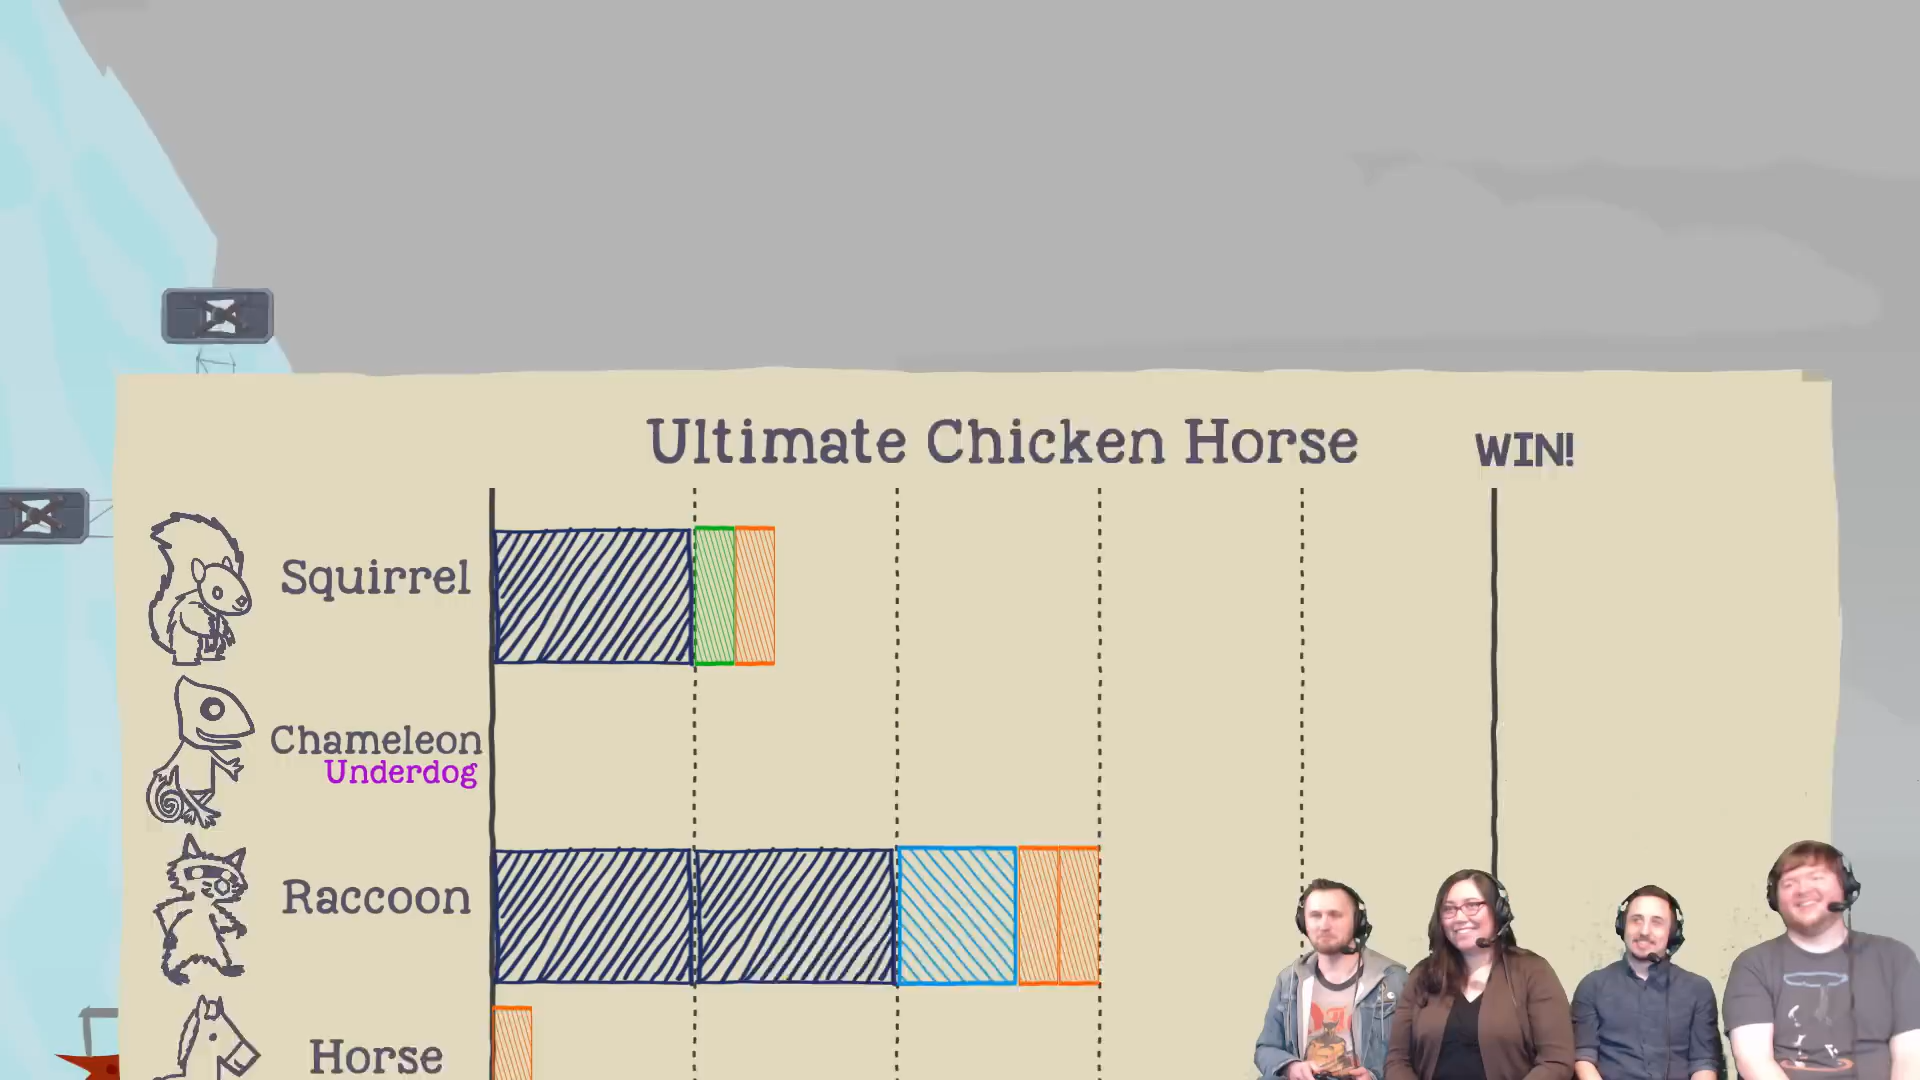 Ultimate Chicken Horse
WIN!
Squirrel
Chameleon
Underdog
Raccoon
Horse